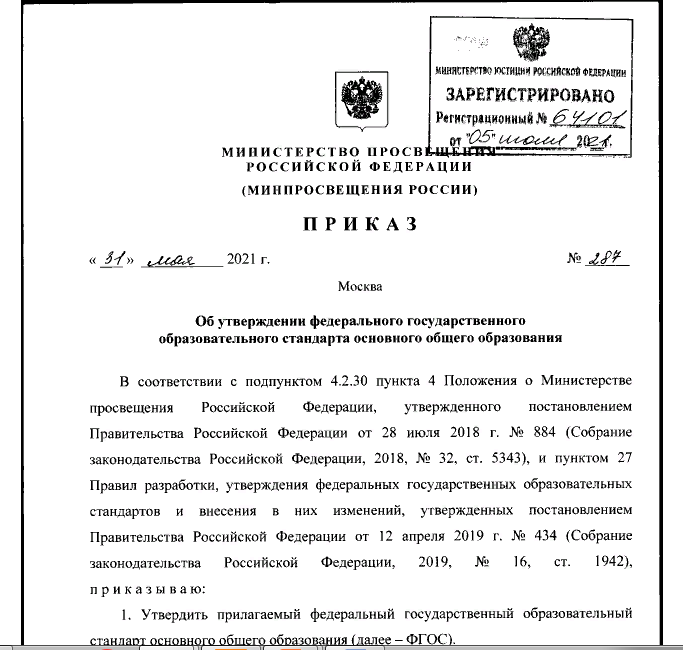 МИНИСТЕРСТВО ЮСТИЦИИ РОССИЙСКОЙ ФЕДЕРАЦИИ
ЗАРЕГИСТРИРОВАНО
Регистрационный № 64101
от "05" июля 2021.
МИНИСТЕРСТВО ПРОСВЕЩЕНИЯ
РОССИЙСКОЙ ФЕДЕРАЦИИ
(МИНПРОСВЕЩЕНИЯ РОССИИ)
ПРИКАЗ
« 31 » мая 2021 г. № 287
Москва
Об утверждении федерального государственного
образовательного стандарта основного общего образования
В соответствии с подпунктом 4.2.30 пункта 4 Положения о Министерстве
просвещения Российской Федерации, утвержденного постановлением
Правительства Российской Федерации от 28 июля 2018 г. № 884 (Собрание
законодательства Российской Федерации, 2018, № 32, ст. 5343), и пунктом 27
Правил разработки, утверждения федеральных государственных образовательных
стандартов и внесения в них изменений, утвержденных постановлением
Правительства Российской Федерации от 12 апреля 2019 г. № 434 (Собрание
законодательства Российской Федерации, 2019, № 16, ст. 1942),
приказываю:
1. Утвердить прилагаемый федеральный государственный образовательный
стандарт основного общего образования (далее – ФГОС).